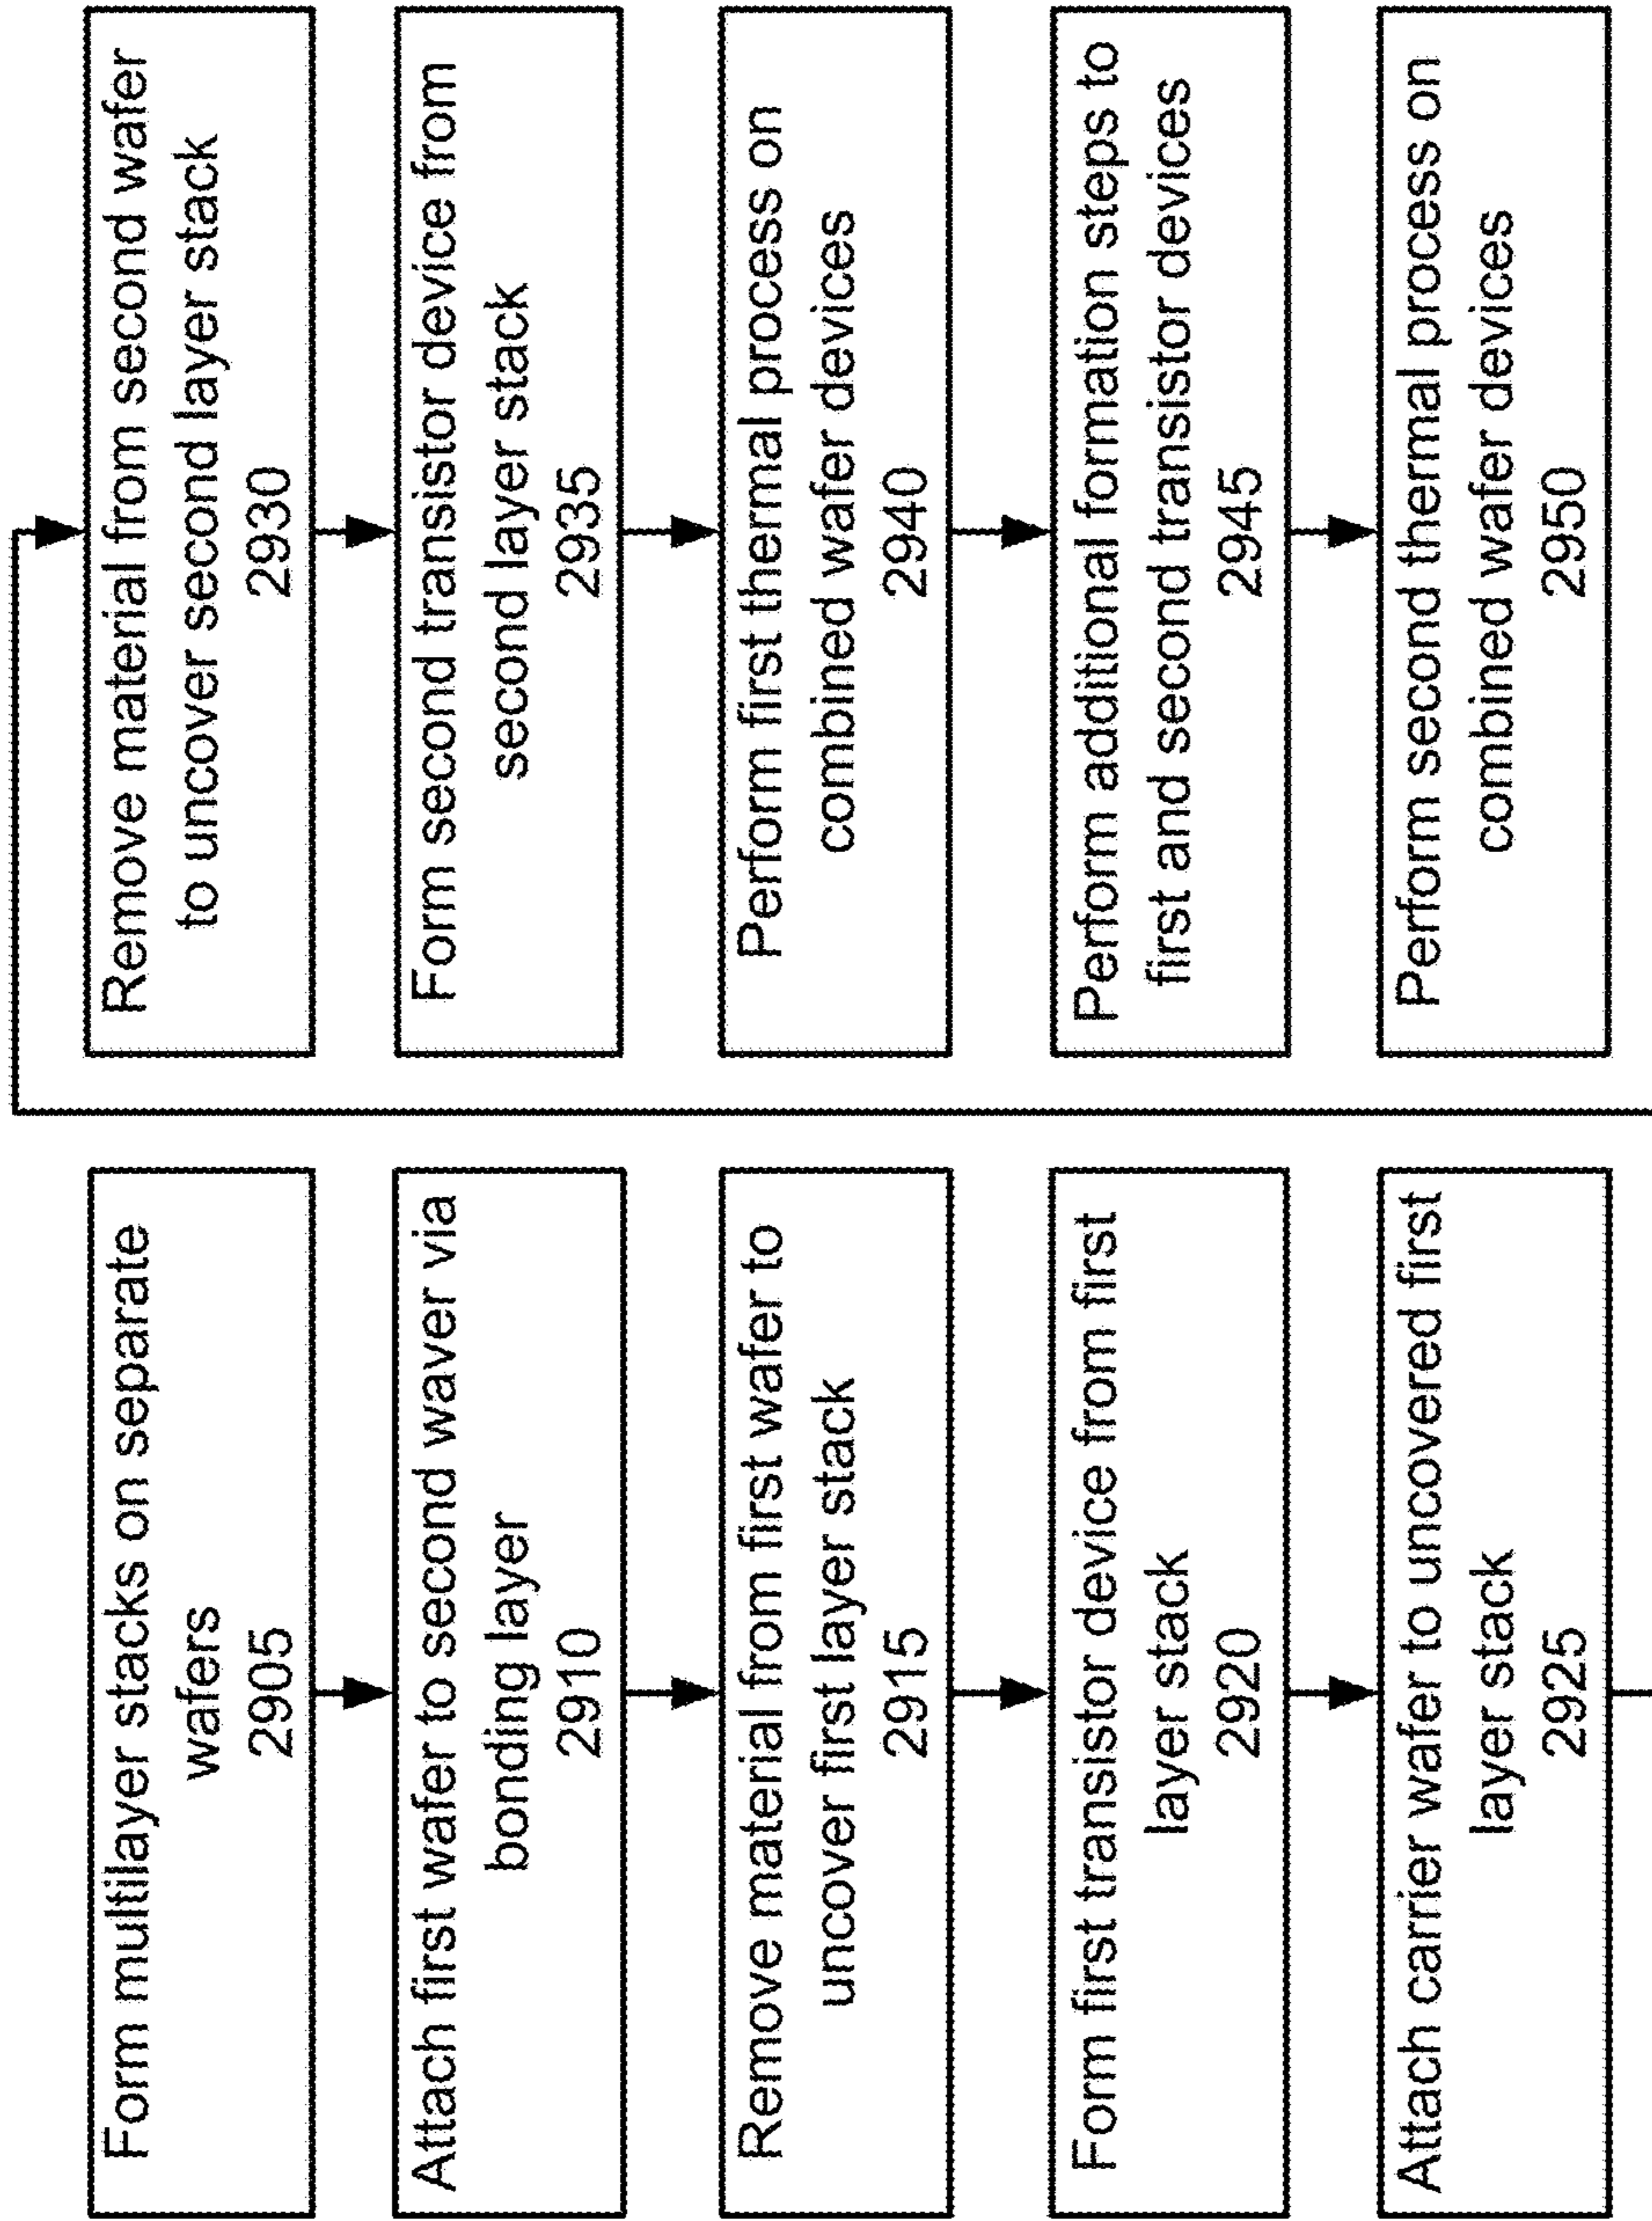 Form multilayer stacks on separate
wafers
2905
Attach first wafer to second waver via
bonding layer
2910
Remove material from first wafer to
uncover first layer stack
2915
Form first transistor device from first
layer stack
2920
Attach carrier wafer to uncovered first
layer stack
2925
Remove material from second wafer
to uncover second layer stack
2930
Form second transistor device from
second layer stack
2935
Perform first thermal process on
combined wafer devices
2940
Perform additional formation steps to
first and second transistor devices
2945
Perform second thermal process on
combined wafer devices
2950